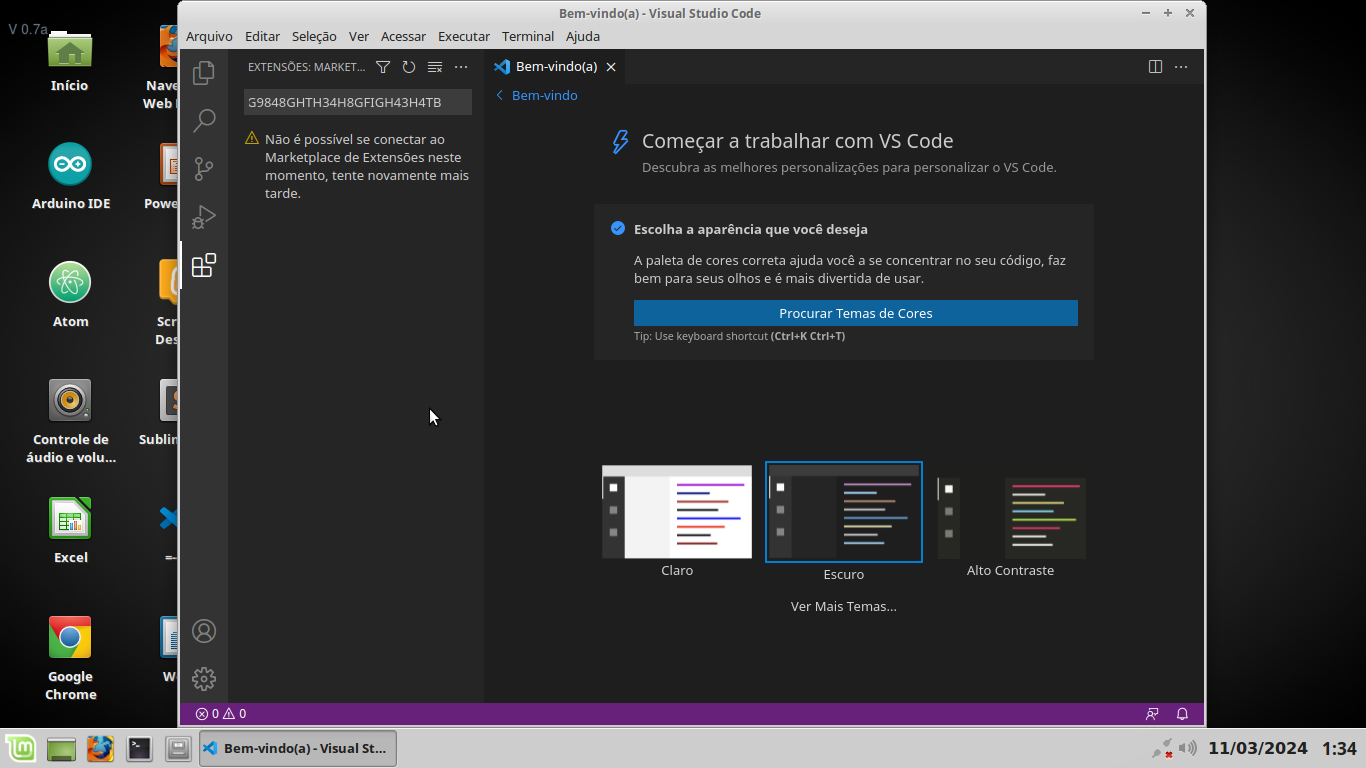 V 0.7a
Início
Nave
Web
Arduino IDE
Powe
Atom
Scr
Des
Controle de
áudio e volu...
Sublin
Excel
Google
Chrome
W
Bem-vindo(a) - Visual Studio Code
Arquivo Editar Seleção Ver Acessar Executar Terminal Ajuda
EXTENSÕES: MARKET...
G9848GHTH34H8GFIGH43H4TB
Não é possível se conectar ao
Marketplace de Extensões neste
momento, tente novamente mais
tarde.
Bem-vindo(a)
Bem-vindo
Começar a trabalhar com VS Code
Descubra as melhores personalizações para personalizar o VS Code.
Escolha a aparência que você deseja
A paleta de cores correta ajuda você a se concentrar no seu código, faz
bem para seus olhos e é mais divertida de usar.
Procurar Temas de Cores
Tip: Use keyboard shortcut (Ctrl+K Ctrl+T)
Claro
Escuro
Alto Contraste
Ver Mais Temas...
0 0
Bem-vindo(a) - Visual St...
11/03/2024 1:34